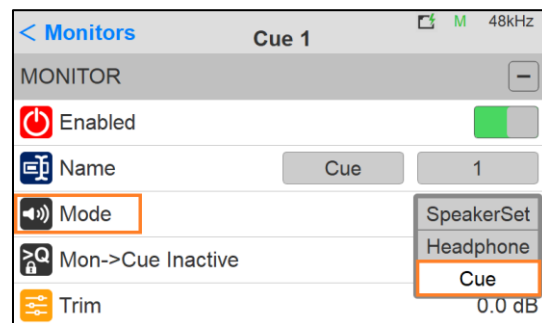 < Monitors Cue 1 M 48kHz
MONITOR
Enabled
Name Cue 1
Mode SpeakerSet
Headphone
>Q Mon->Cue Inactive
Cue
Trim 0.0 dB